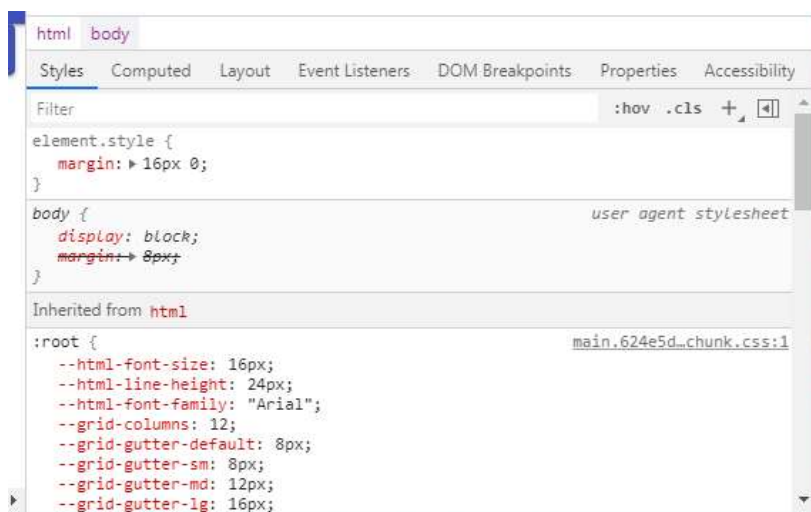 html body
Styles Computed Layout Event Listeners DOM Breakpoints Properties Accessibility
Filter :hov .cls +
element.style {
margin: 16px 0;
}
body { user agent stylesheet
display: block;
margin: 8px;
}
Inherited from html
:root { main.624e5d…chunk.css:1
--html-font-size: 16px;
--html-line-height: 24px;
--html-font-family: "Arial";
--grid-columns: 12;
--grid-gutter-default: 8px;
--grid-gutter-sm: 8px;
--grid-gutter-md: 12px;
--grid-gutter-lg: 16px;